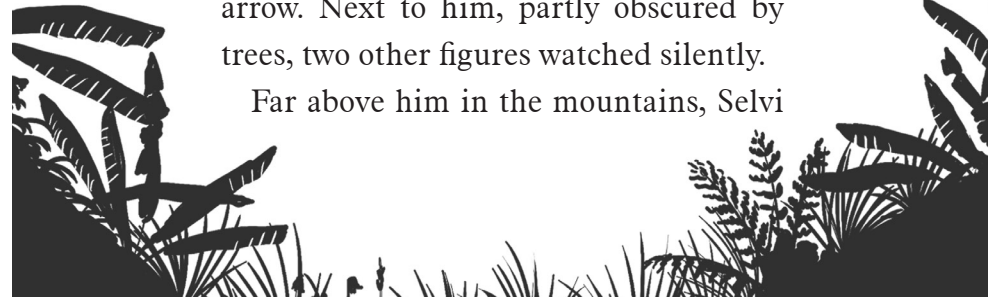 arrow. Next to him, partly obscured by
trees, two other figures watched silently.
Far above him in the mountains, Selvi